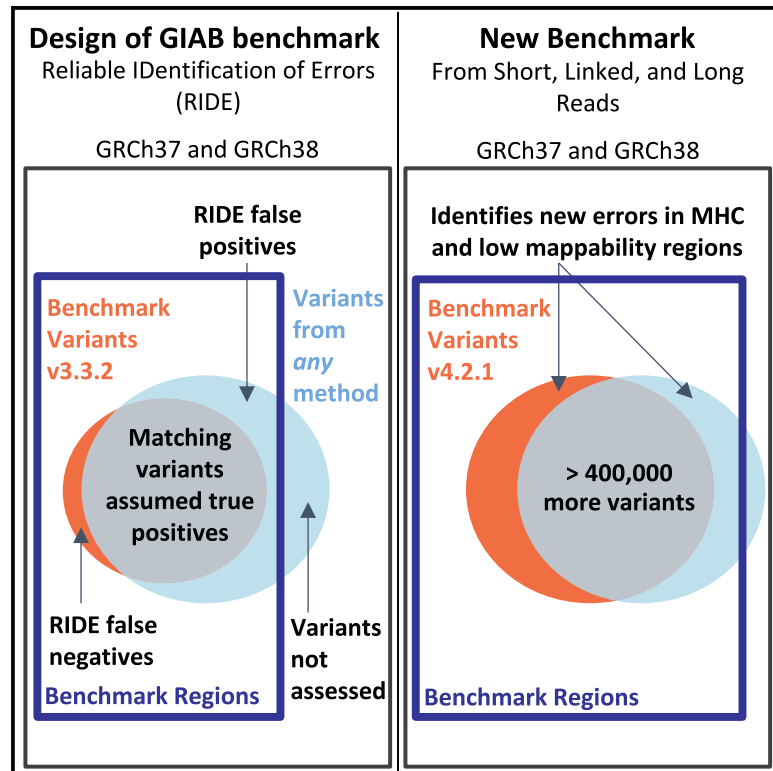 Design of GIAB benchmark
Reliable IDentification of Errors
(RIDE)
GRCh37 and GRCh38
RIDE false
positives
Benchmark
Variants
v3.3.2
Variants
from
any
method
Matching
variants
assumed true
positives
RIDE false
negatives
Variants
not
assessed
Benchmark Regions
New Benchmark
From Short, Linked, and Long
Reads
GRCh37 and GRCh38
Identifies new errors in MHC
and low mappability regions
Benchmark
Variants
v4.2.1
> 400,000
more variants
Benchmark Regions